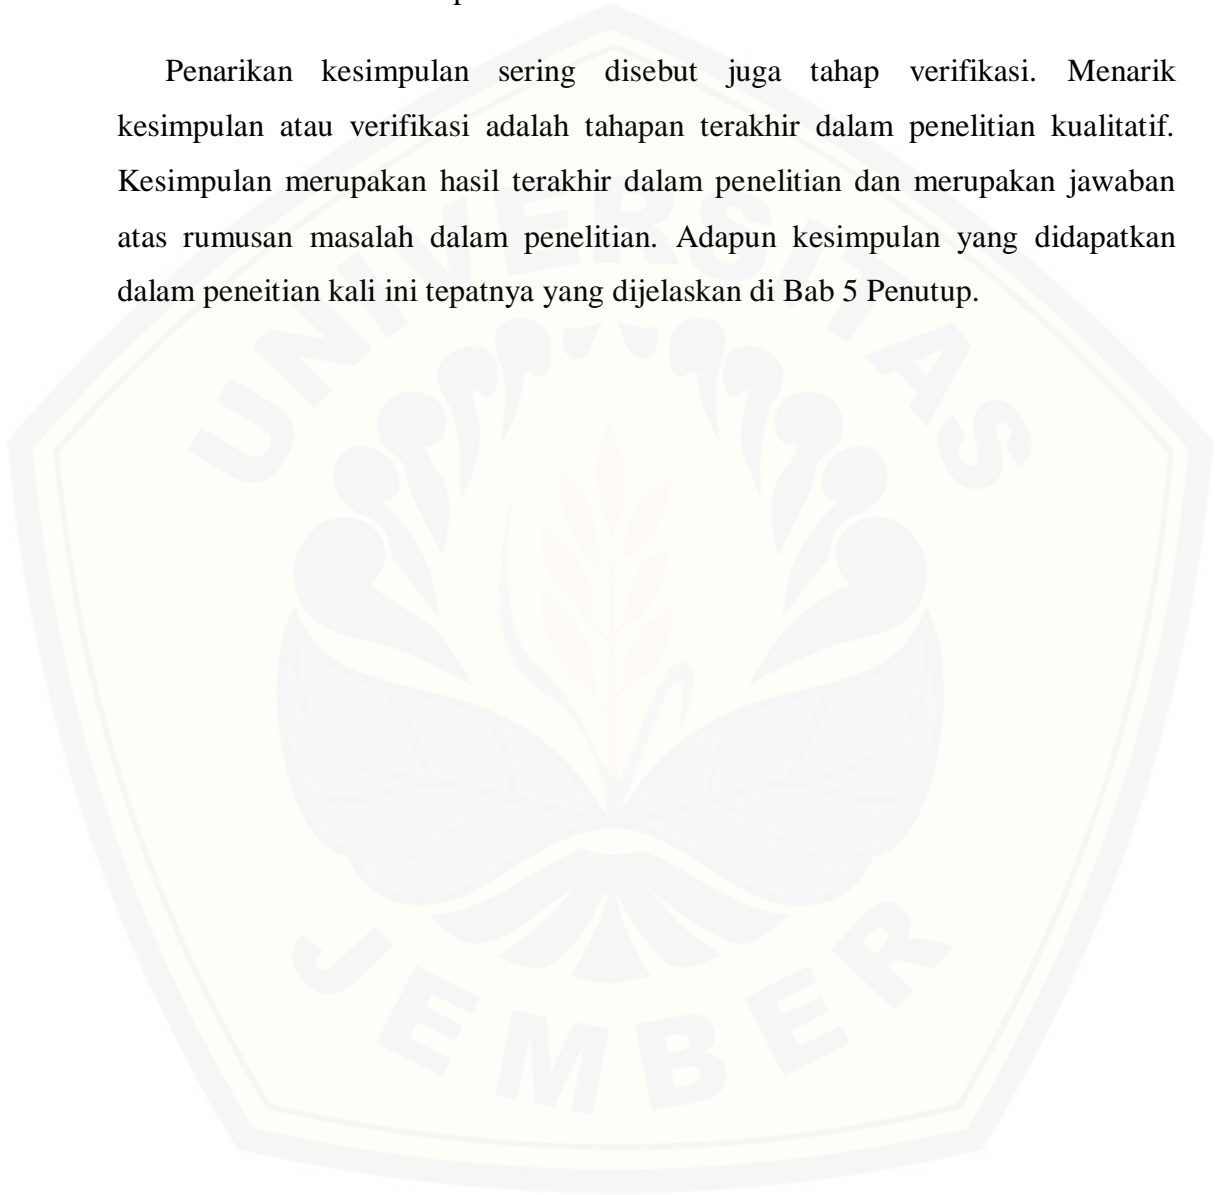 Penarikan kesimpulan sering disebut juga tahap verifikasi. Menarik
kesimpulan atau verifikasi adalah tahapan terakhir dalam penelitian kualitatif.
Kesimpulan merupakan hasil terakhir dalam penelitian dan merupakan jawaban
atas rumusan masalah dalam penelitian. Adapun kesimpulan yang didapatkan
dalam peneitian kali ini tepatnya yang dijelaskan di Bab 5 Penutup.
UNIVERSITAS
JEMBER